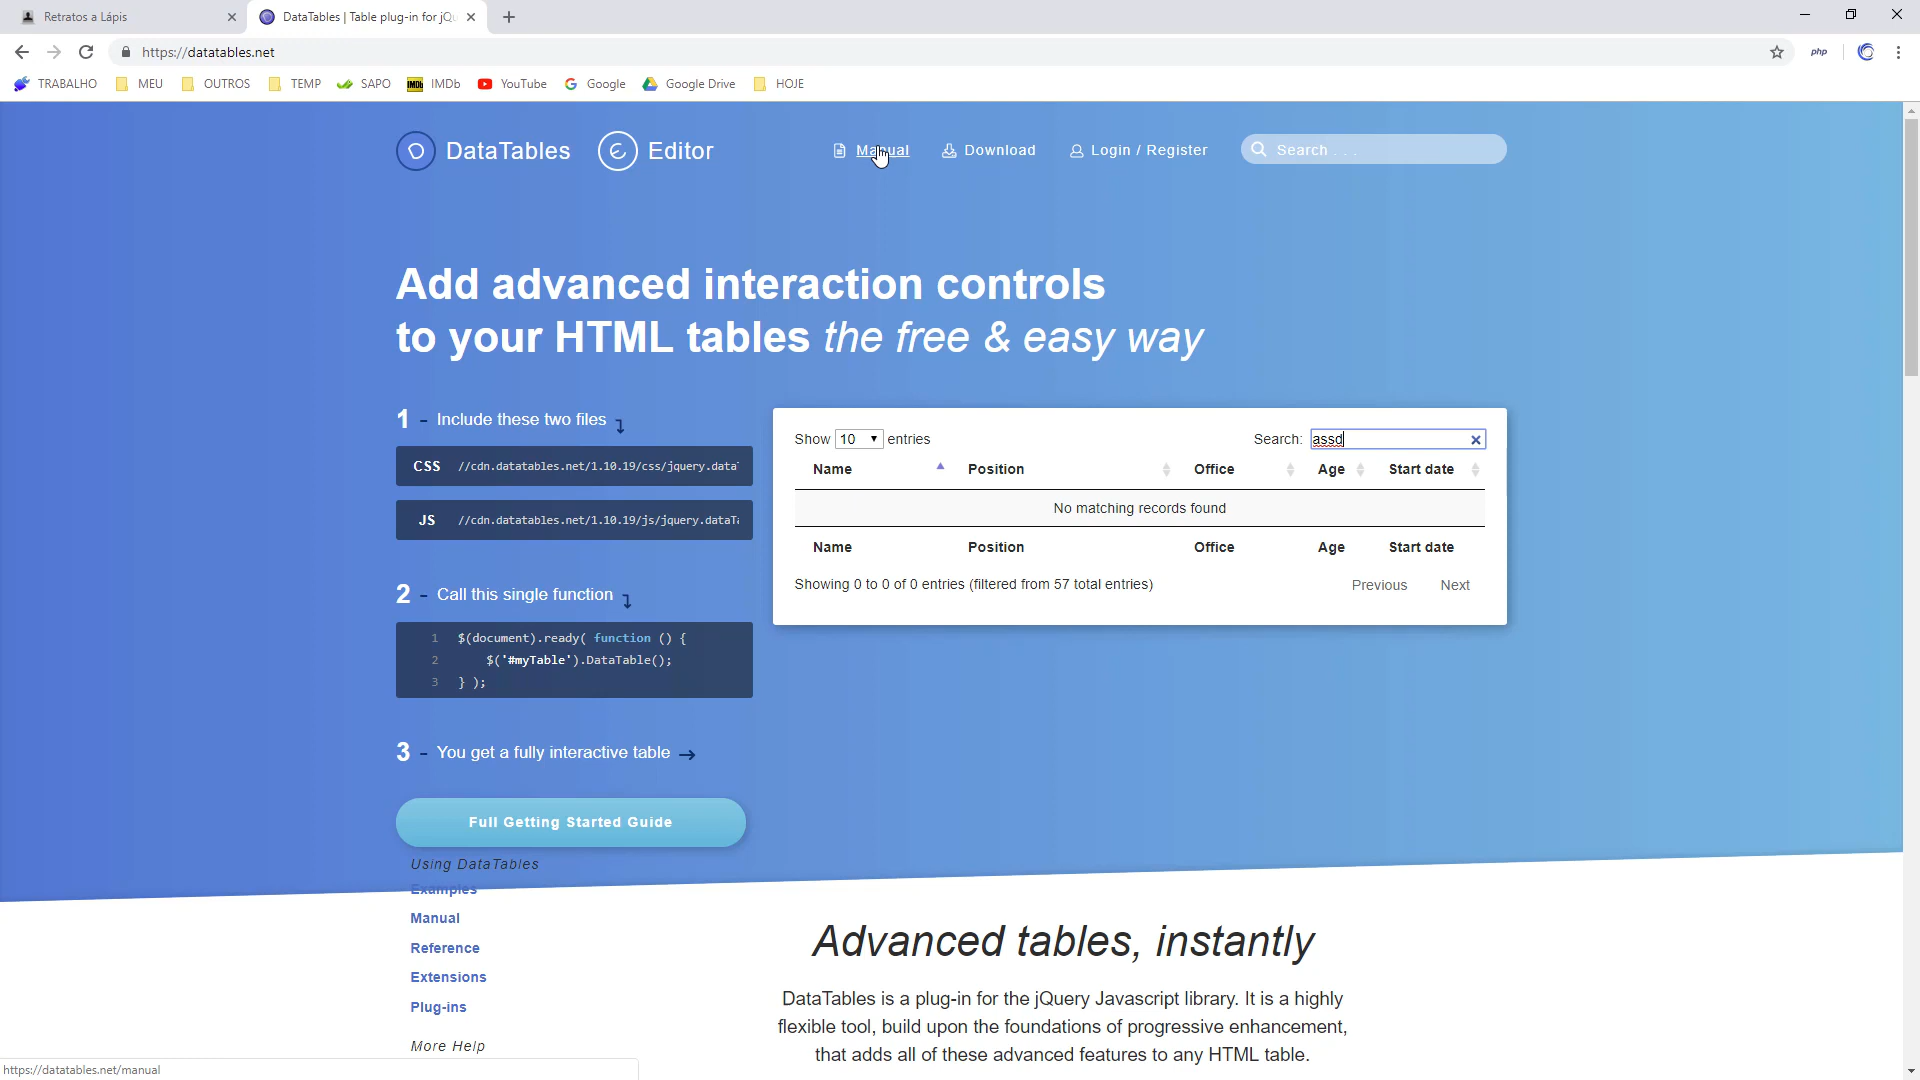 Retratos a Lápis
DataTables | Table plug-in for jQu
https://datatables.net
php
TRABALHO MEU OUTROS TEMP SAPO IMDb YouTube Google Google Drive HOJE
DataTables Editor Manual Download Login / Register Search . . .
Add advanced interaction controls
to your HTML tables the free & easy way
1 - Include these two files
CSS //cdn.datatables.net/1.10.19/css/jquery.data
JS //cdn.datatables.net/1.10.19/js/jquery.dataTa
2 - Call this single function
1 $(document).ready( function () {
2 $('#myTable').DataTable();
3 } );
3 - You get a fully interactive table
Full Getting Started Guide
Show 10 entries Search: assd
Name Position Office Age Start date
No matching records found
Name Position Office Age Start date
Showing 0 to 0 of 0 entries (filtered from 57 total entries) Previous Next
Using DataTables
Examples
Manual
Reference
Extensions
Plug-ins
More Help
Advanced tables, instantly
DataTables is a plug-in for the jQuery Javascript library. It is a highly
flexible tool, build upon the foundations of progressive enhancement,
that adds all of these advanced features to any HTML table.
https://datatables.net/manual